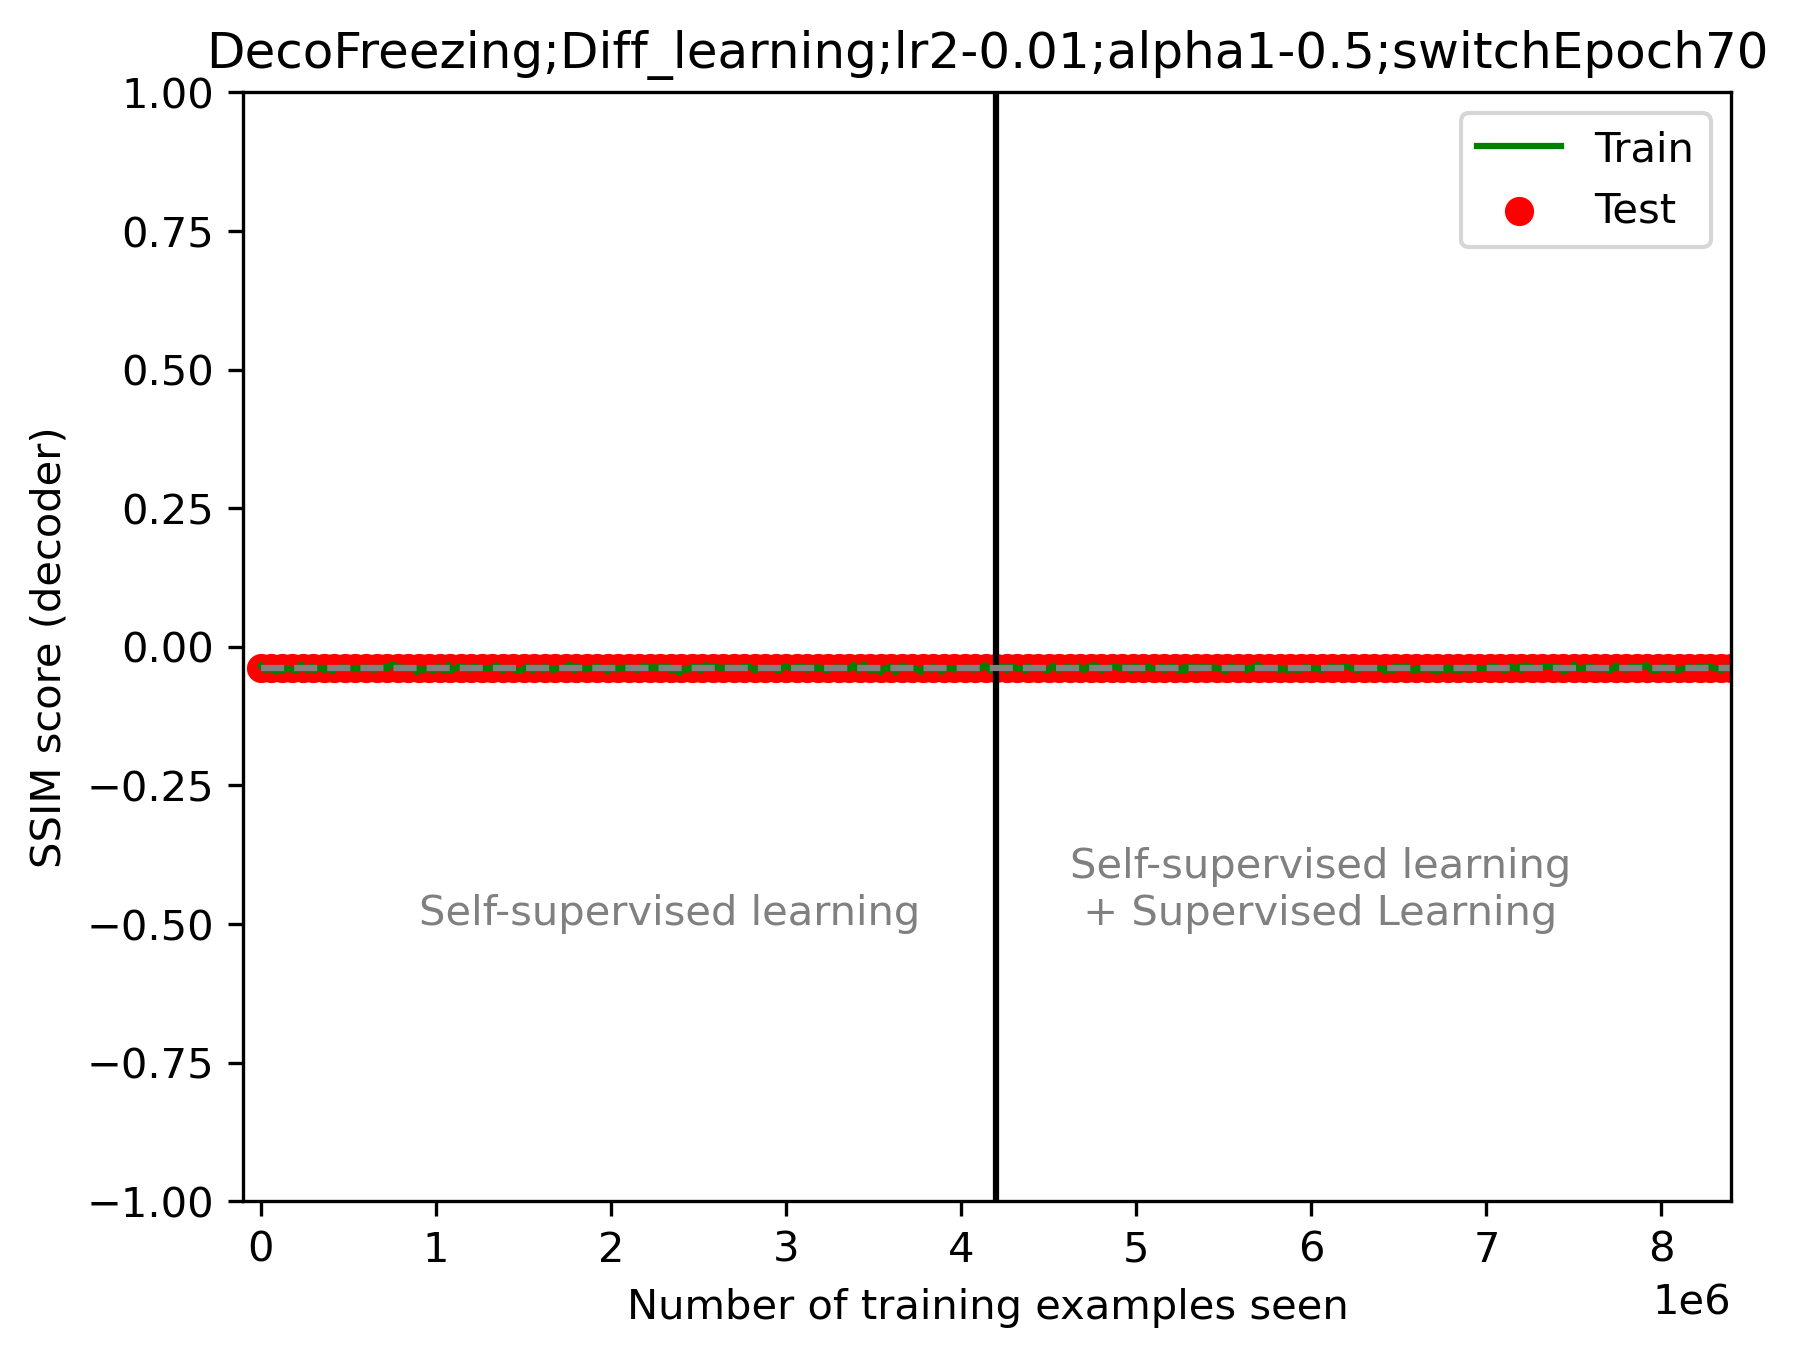 DecoFreezing;Diff_learning;lr2-0.01;alpha1-0.5;switchEpoch70
1.00
0.75
0.50
0.25
0.00
−0.25
−0.50
−0.75
−1.00
SSIM score (decoder)
Train
Test
Self-supervised learning
Self-supervised learning
+ Supervised Learning
0 1 2 3 4 5 6 7 8
1e6
Number of training examples seen